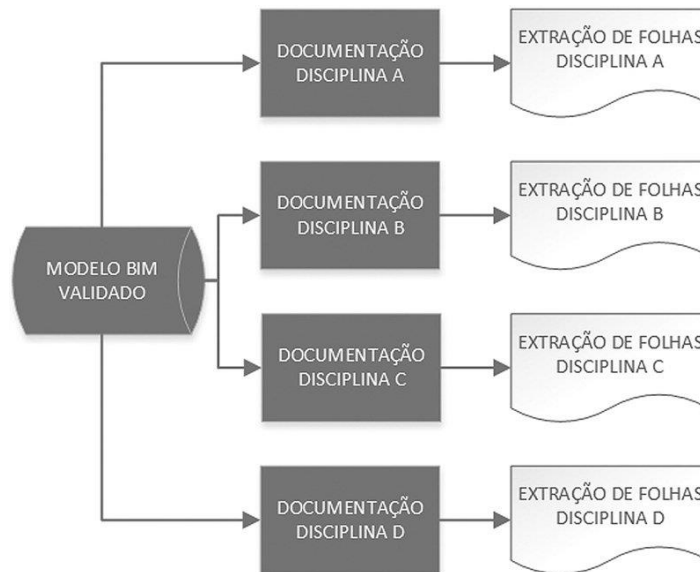 DOCUMENTAÇÃO
DISCIPLINA A
EXTRAÇÃO DE FOLHAS
DISCIPLINA A
DOCUMENTAÇÃO
DISCIPLINA B
EXTRAÇÃO DE FOLHAS
DISCIPLINA B
MODELO BIM
VALIDADO
DOCUMENTAÇÃO
DISCIPLINA C
EXTRAÇÃO DE FOLHAS
DISCIPLINA C
DOCUMENTAÇÃO
DISCIPLINA D
EXTRAÇÃO DE FOLHAS
DISCIPLINA D